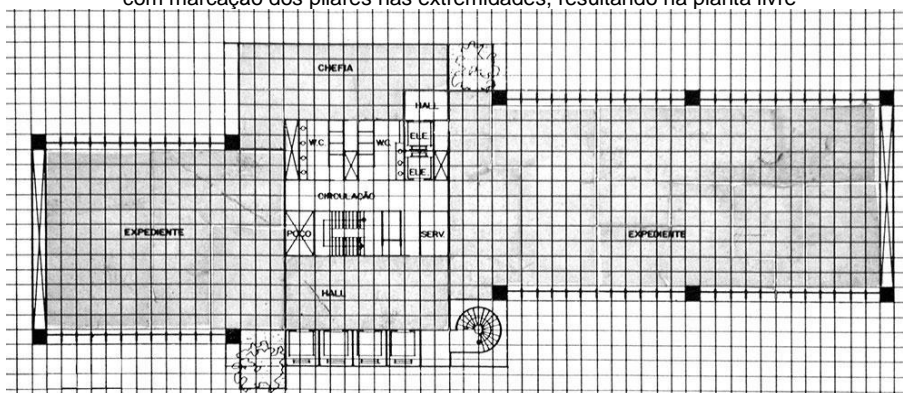 com marcação dos pilares nas extremidades, resultando na planta livre
CHEFIA
HALL
W.C.
W.C.
ELE.
ELE.
CIRCULAÇÃO
EXPEDIENTE
POÇO
SERV.
EXPEDIENTE
HALL